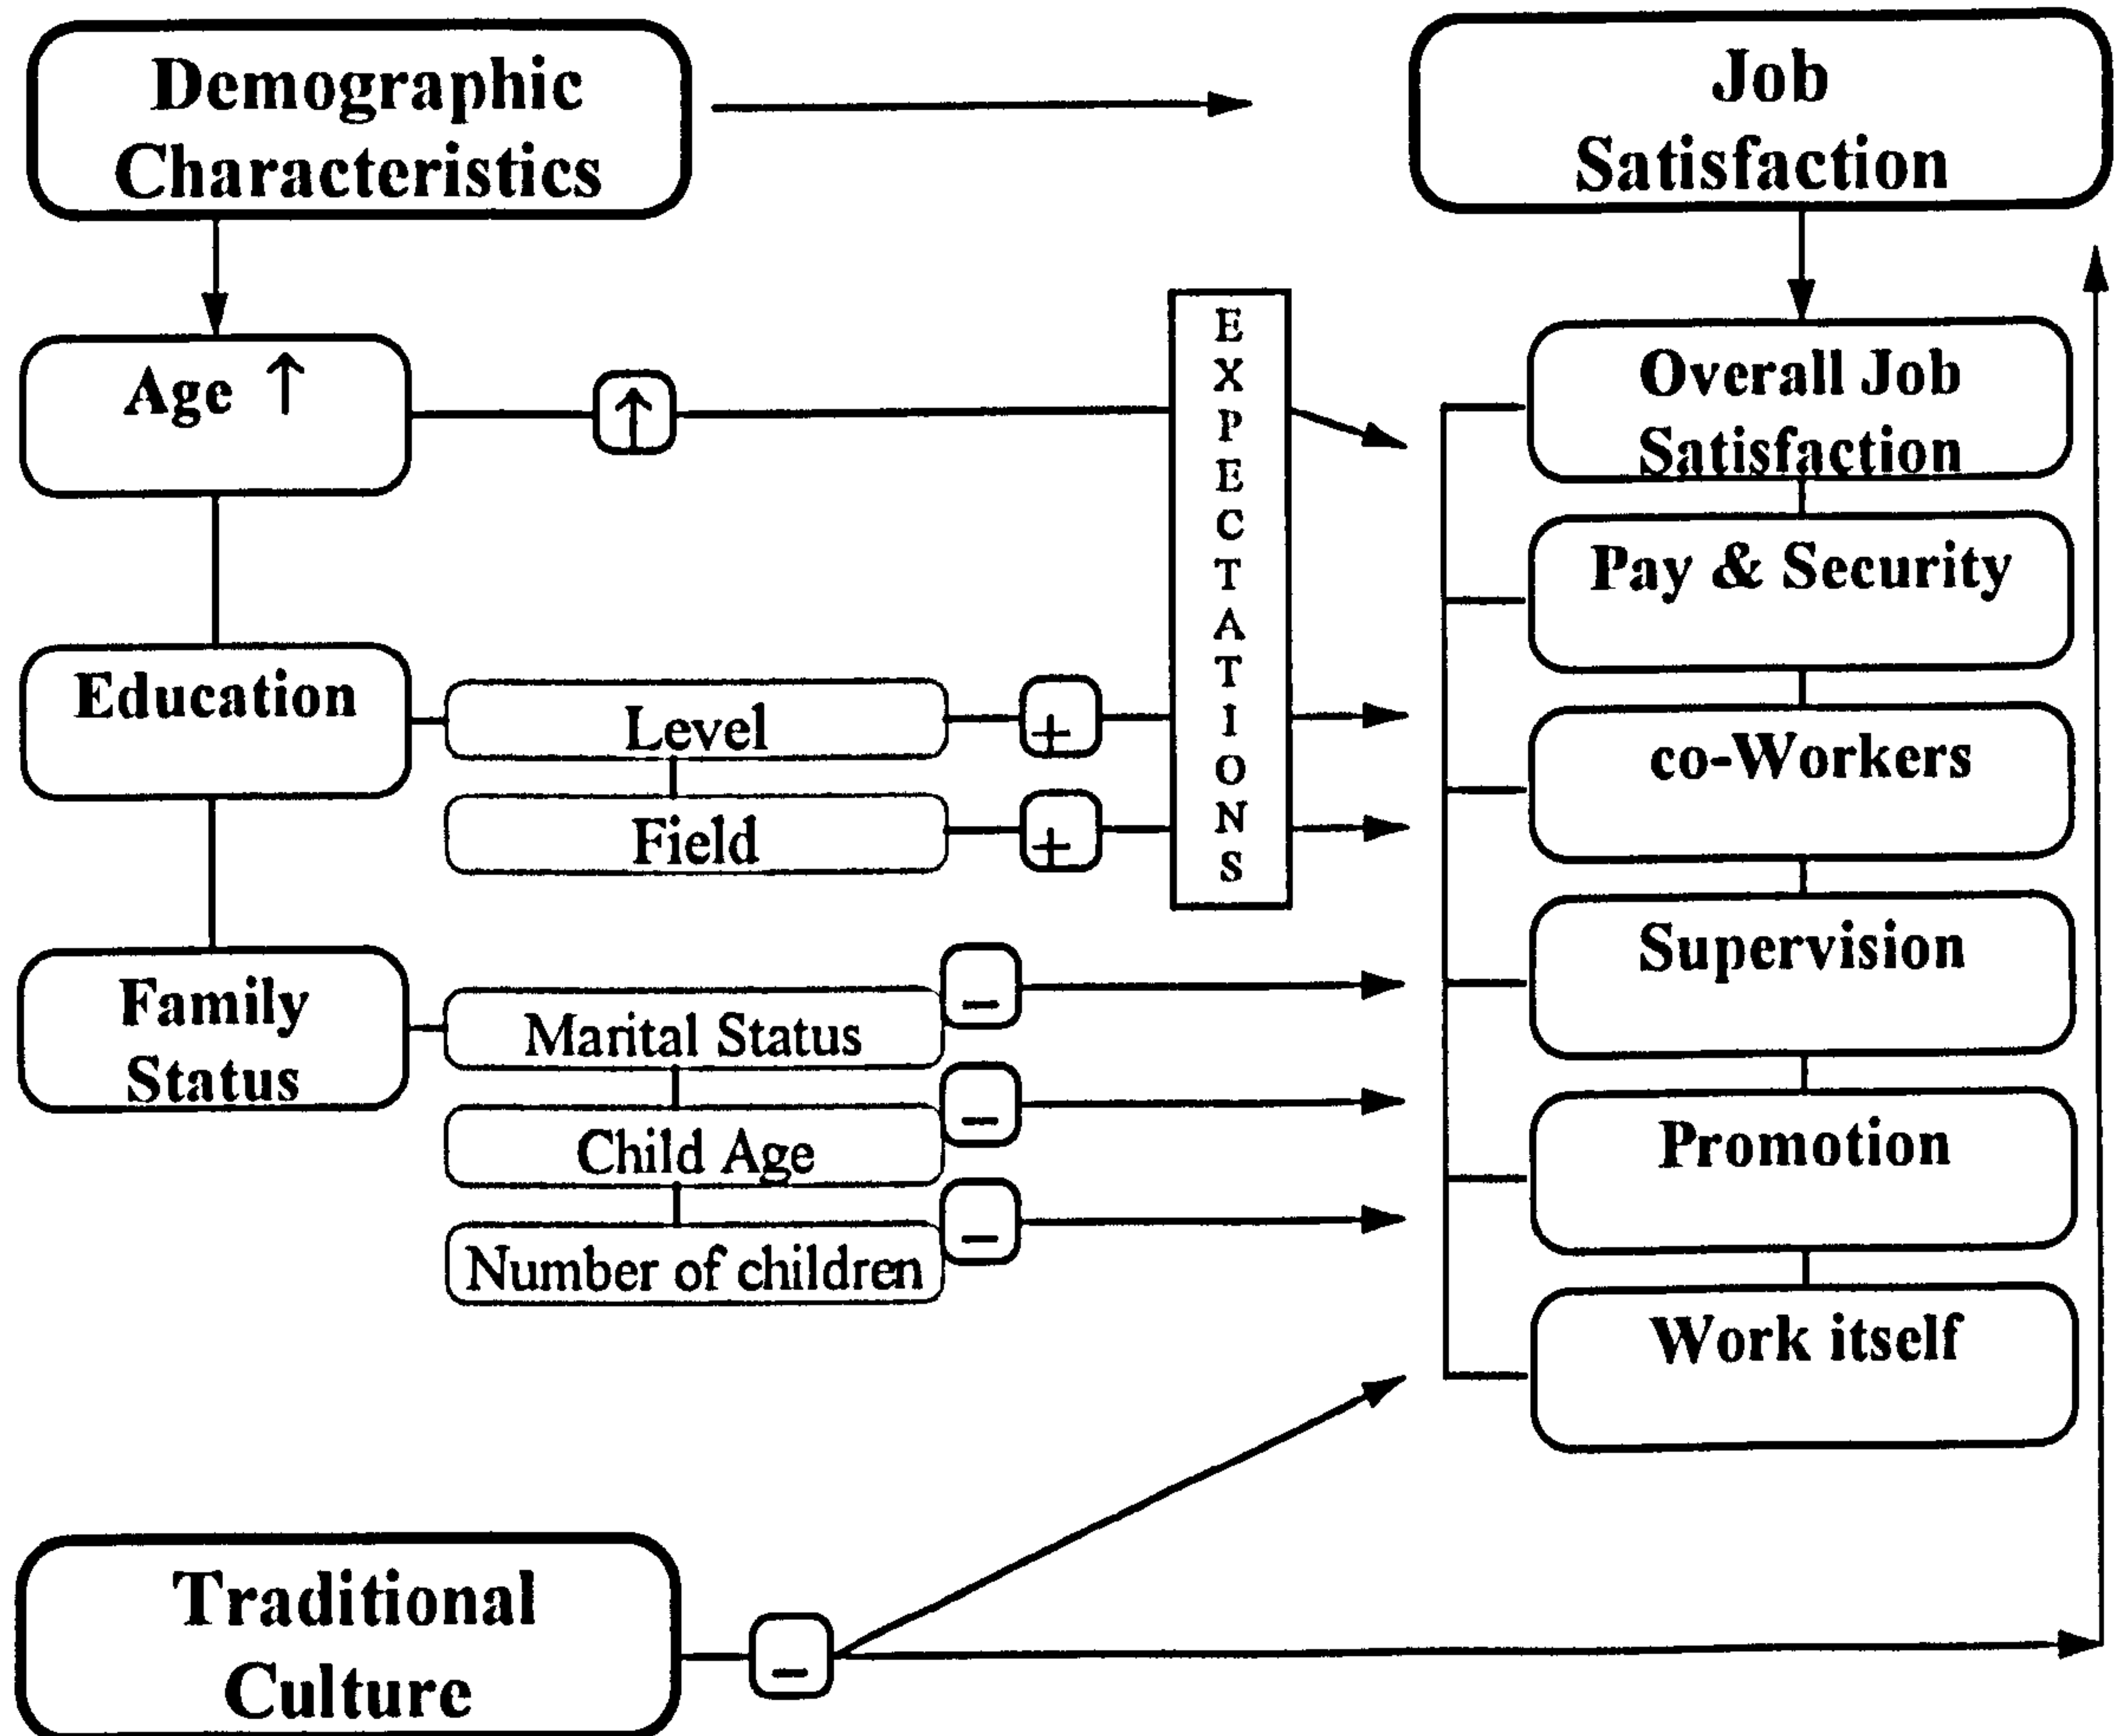 Demographic
Characteristics
Job
Satisfaction
Age ↑
↑
EXPECTATIONS
Overall Job
Satisfaction
Pay & Security
Education
Level
+
Field
+
co-Workers
Supervision
Family
Status
Marital Status
–
Child Age
–
Number of children
–
Promotion
Work itself
Traditional
Culture
–